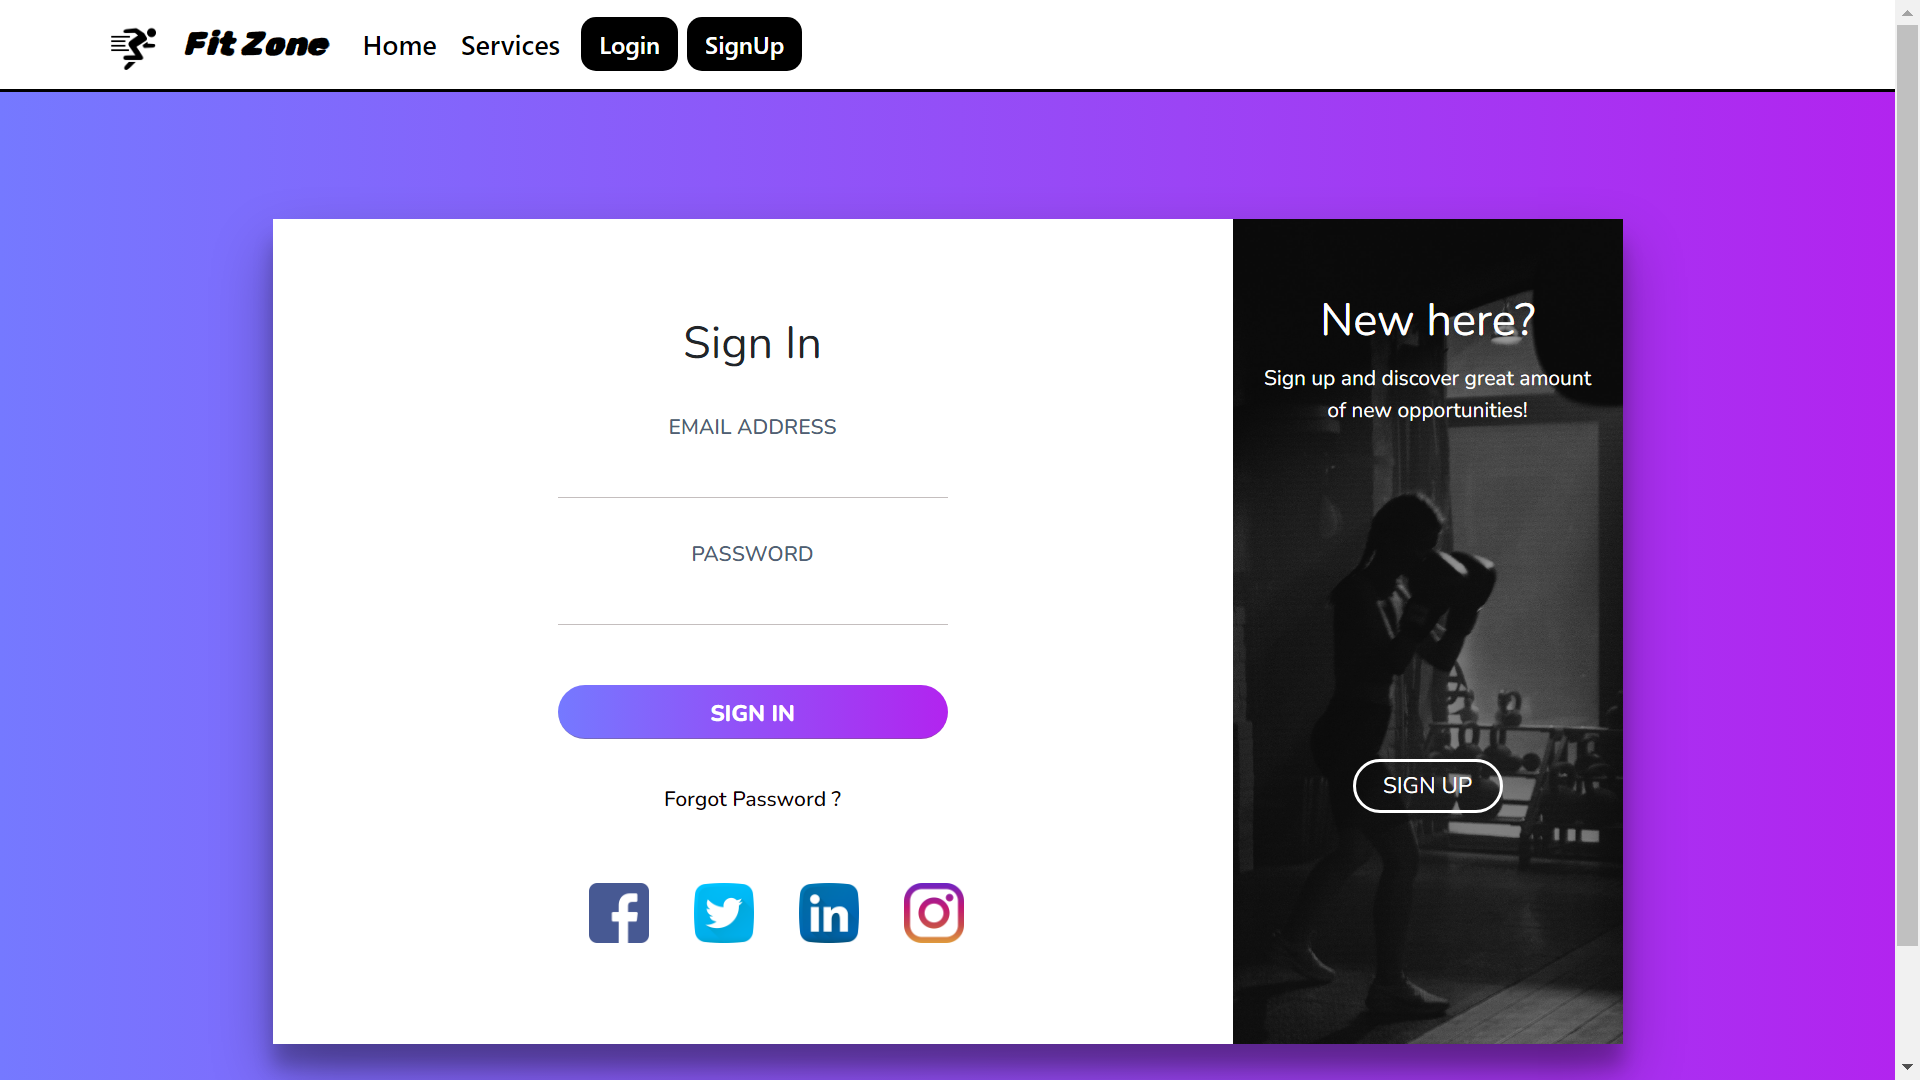 Fit Zone
Home
Services
Login
SignUp
Sign In
EMAIL ADDRESS
PASSWORD
SIGN IN
Forgot Password ?
New here?
Sign up and discover great amount
of new opportunities!
SIGN UP